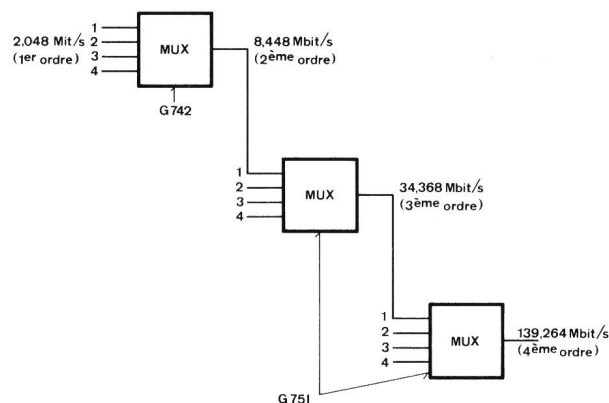 1
2,048 Mit/s 2 MUX 8,448 Mbit/s
(1er ordre) 3 (2ème ordre)
4
G742
1
2 MUX 34,368 Mbit/s
3 (3ème ordre)
4
1
2 MUX 139,264 Mbit/s
3 (4ème ordre)
4
G751